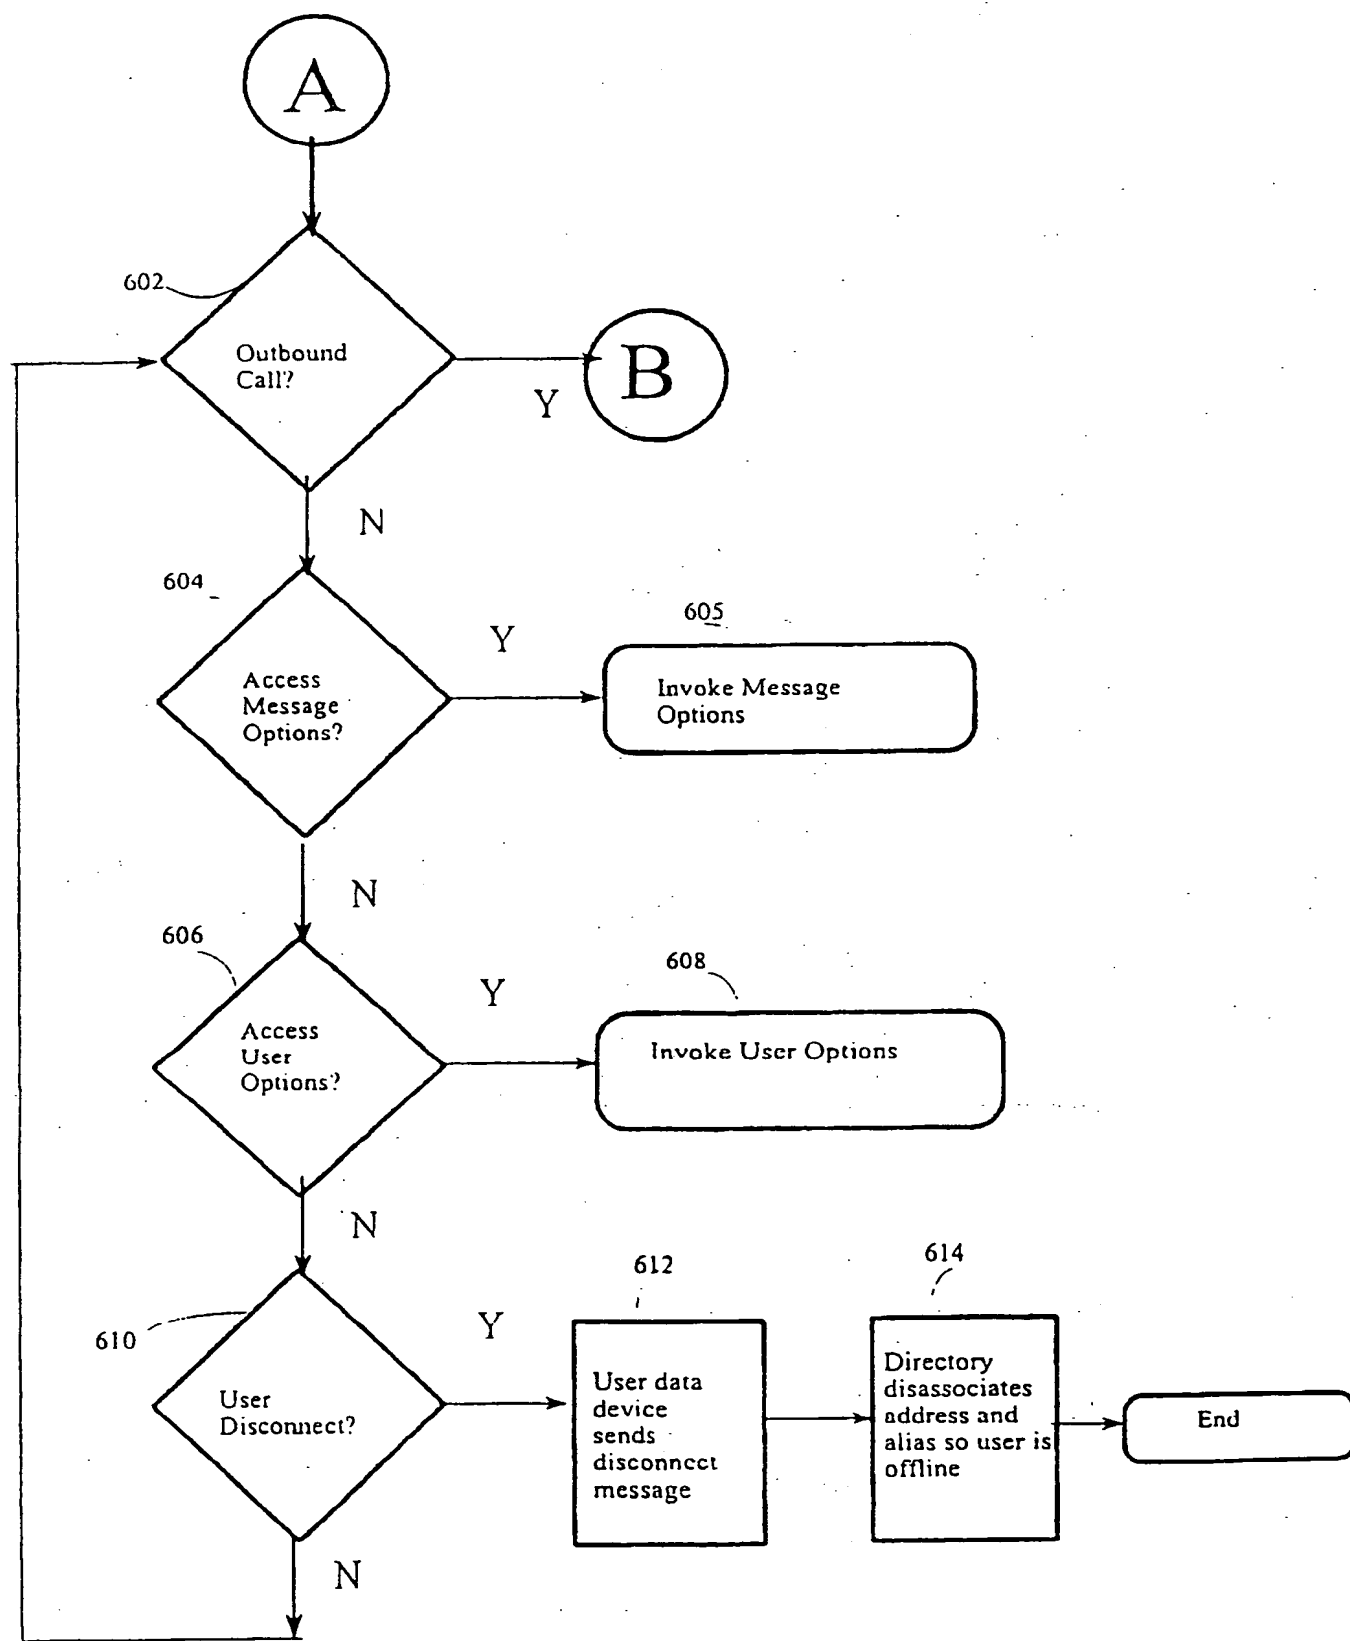 A
602
Outbound
Call?
Y
B
N
604
Access
Message
Options?
Y
605
Invoke Message
Options
N
606
Access
User
Options?
Y
608
Invoke User Options
N
610
User
Disconnect?
Y
612
User data
device
sends
disconnect
message
614
Directory
disassociates
address and
alias so user is
offline
End
N